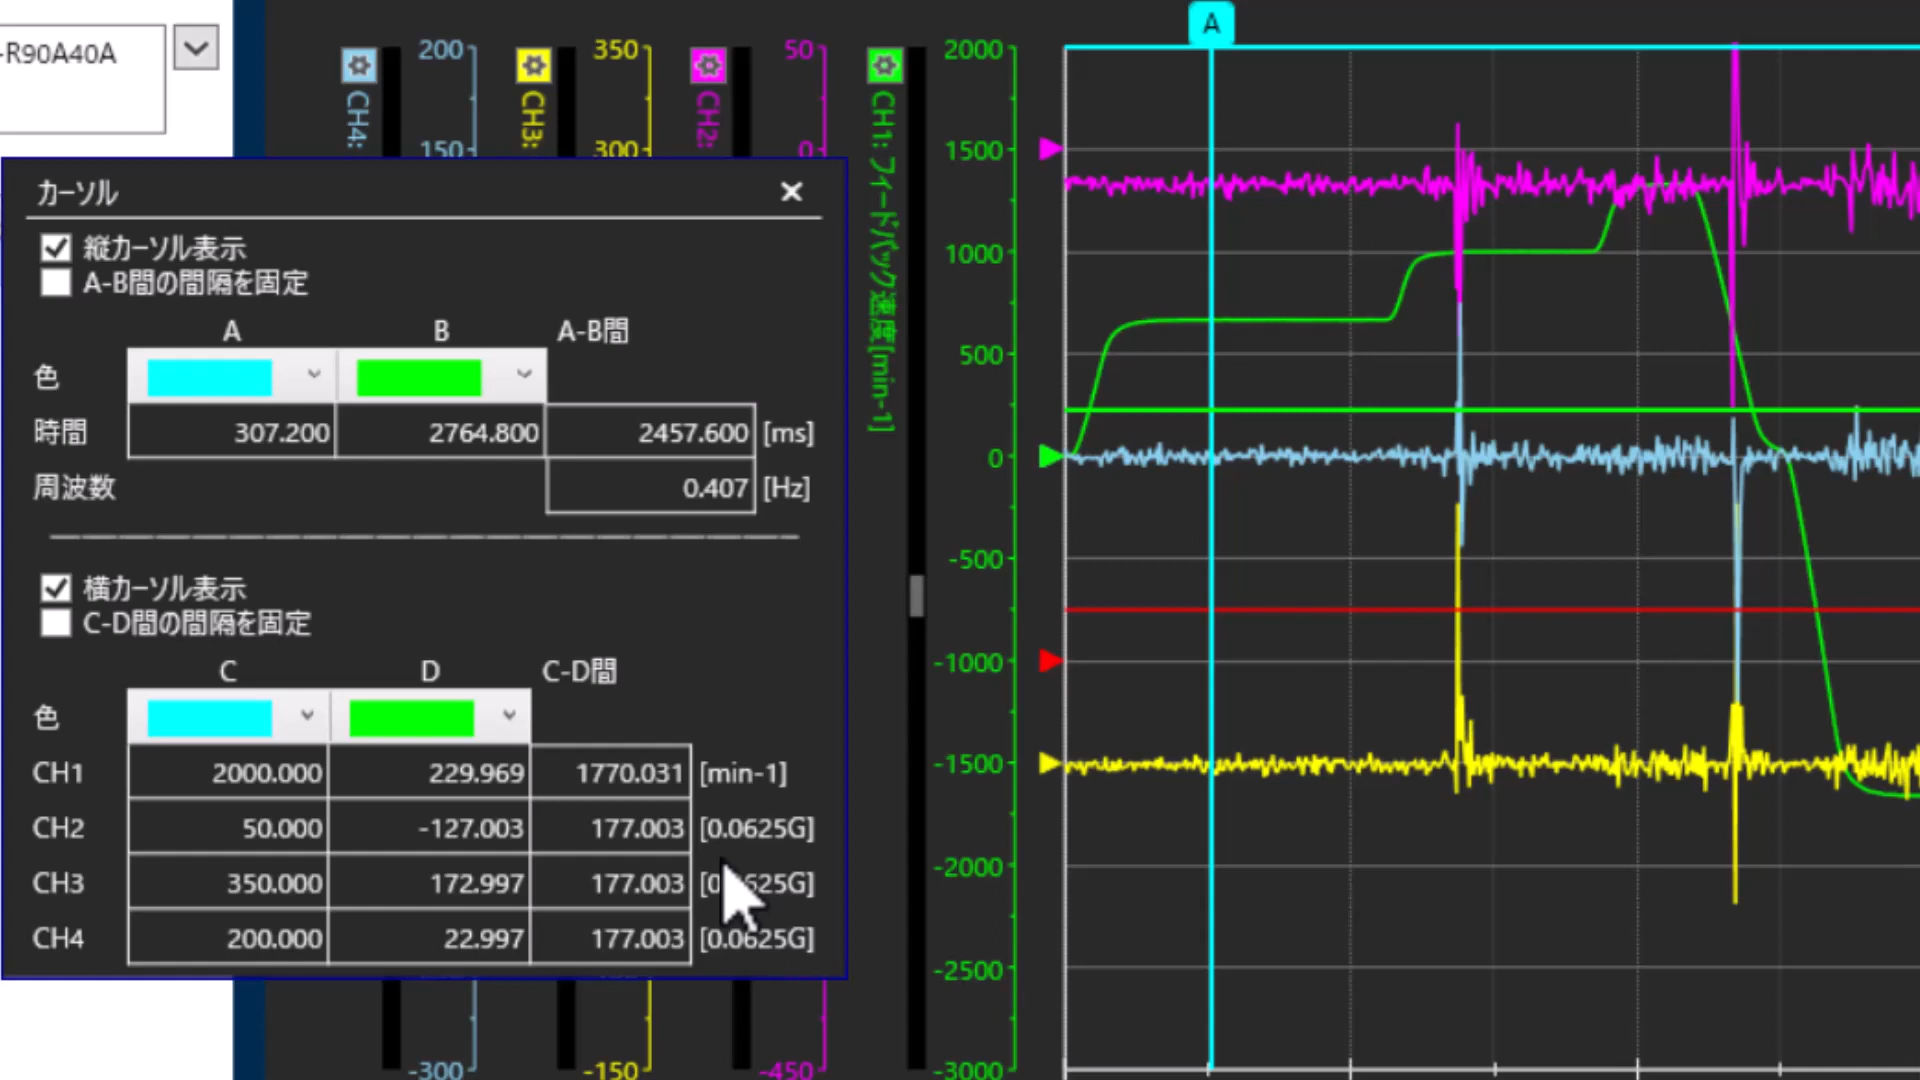 -R90A40A
A
CH4:
200
150
-300
CH3:
350
300
-150
CH2:
50
0
-450
CH1: フィードバック速度[min-1]
2000
1500
1000
500
0
-500
-1000
-1500
-2000
-2500
-3000
カーソル ×
縦カーソル表示
A-B間の間隔を固定
A B A-B間
色
時間 307.200 2764.800 2457.600 [ms]
周波数 0.407 [Hz]
横カーソル表示
C-D間の間隔を固定
C D C-D間
色
CH1 2000.000 229.969 1770.031 [min-1]
CH2 50.000 -127.003 177.003 [0.0625G]
CH3 350.000 172.997 177.003 [0.0625G]
CH4 200.000 22.997 177.003 [0.0625G]